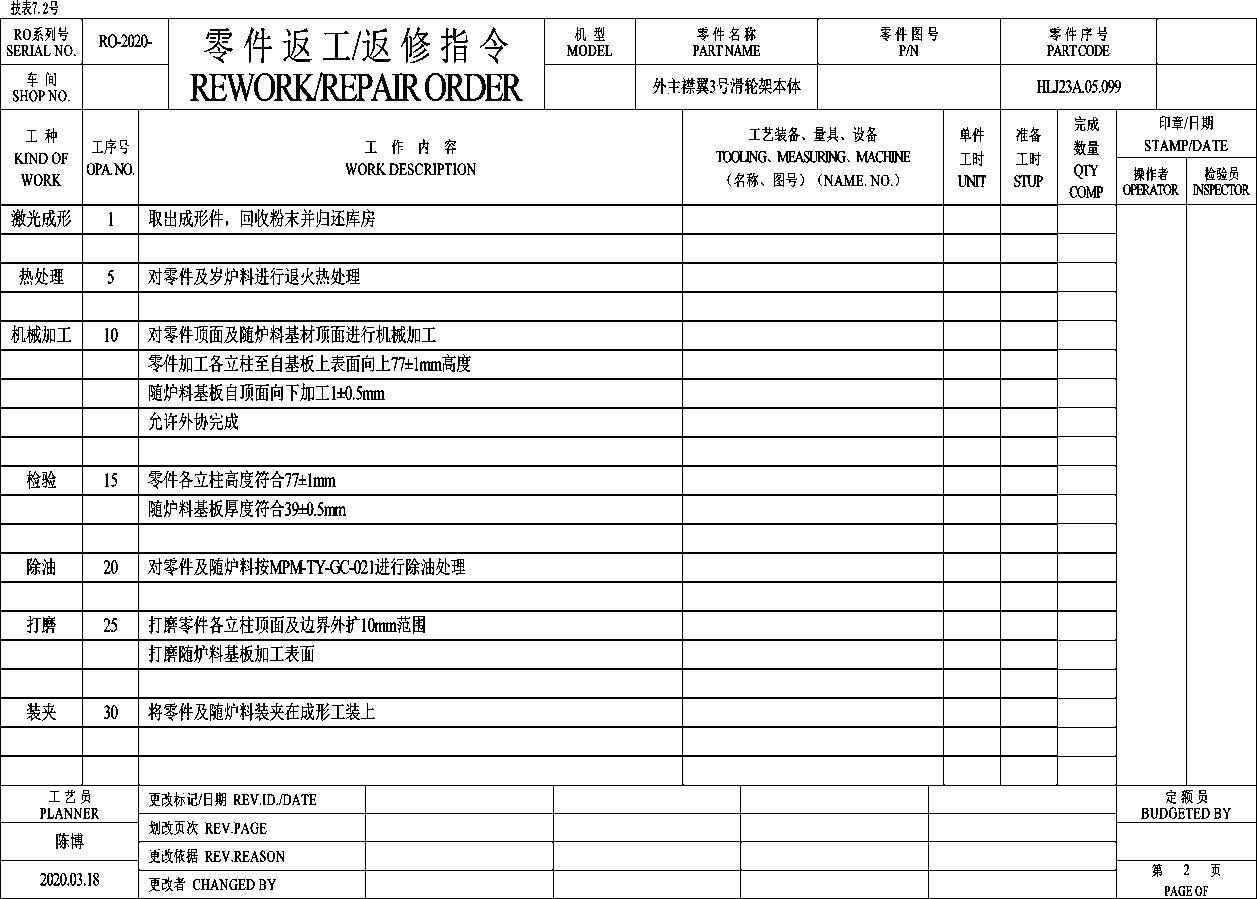 技表7.2号
RO系列号 SERIAL NO.
RO-2020-
零件返工/返修指令
REWORK/REPAIR ORDER
机 型 MODEL
零 件 名 称 PART NAME
零 件 图 号 P/N
零 件 序 号 PART CODE
车 间 SHOP NO.
外主襟翼3号滑轮架本体
HLJ23A.05.099
工 种 KIND OF WORK
工序号 OPA. NO.
工 作 内 容 WORK DESCRIPTION
工艺装备、量具、设备 TOOLING、MEASURING、MACHINE (名称、图号)(NAME. NO.)
单件工时 UNIT
准备工时 STUP
完成数量 QTY COMP
印章/日期 STAMP/DATE
操作者 OPERATOR
检验员 INSPECTOR
激光成形 1 取出成形件，回收粉末并归还库房
热处理 5 对零件及岁炉料进行退火热处理
机械加工 10 对零件顶面及随炉料基材顶面进行机械加工
零件加工各立柱至自基板上表面向上77±1mm高度
随炉料基板自顶面向下加工1±0.5mm
允许外协完成
检验 15 零件各立柱高度符合77±1mm
随炉料基板厚度符合39±0.5mm
除油 20 对零件及随炉料按MPM-TY-GC-021进行除油处理
打磨 25 打磨零件各立柱顶面及边界外扩10mm范围
打磨随炉料基板加工表面
装夹 30 将零件及随炉料装夹在成形工装上
工 艺 员 PLANNER
更改标记/日期 REV.ID./DATE
定 额 员 BUDGETED BY
陈博
划改页次 REV.PAGE
更改依据 REV.REASON
2020.03.18
更改者 CHANGED BY
第 2 页
PAGE OF